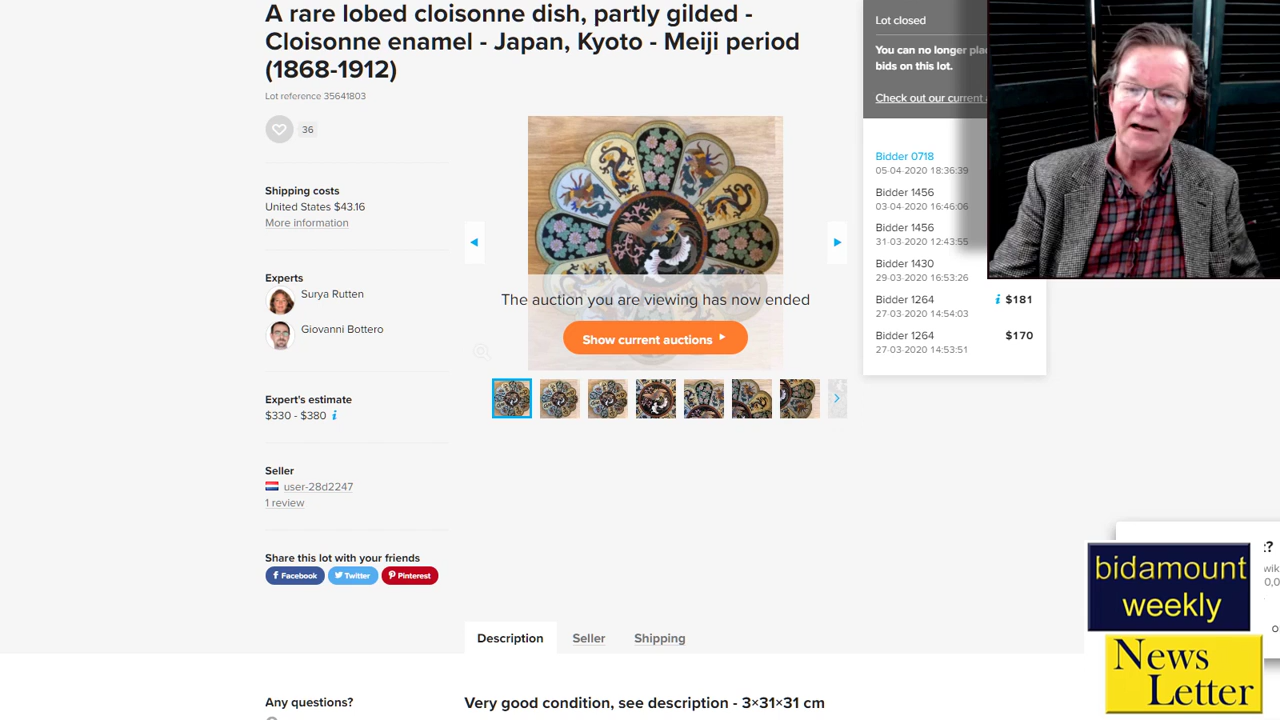 A rare lobed cloisonne dish, partly gilded -
Cloisonne enamel - Japan, Kyoto - Meiji period
(1868-1912)
Lot reference 35641803
36
Shipping costs
United States $43.16
More information
Experts
Surya Rutten
Giovanni Bottero
Expert's estimate
$330 - $380
Seller
user-28d2247
1 review
Share this lot with your friends
Facebook
Twitter
Pinterest
The auction you are viewing has now ended
Show current auctions
Lot closed
You can no longer
bids on this lot.
Check out our current
Bidder 0718
05-04-2020 18:36:39
Bidder 1456
03-04-2020 16:46:06
Bidder 1456
31-03-2020 12:43:55
Bidder 1430
29-03-2020 16:53:26
Bidder 1264 $181
27-03-2020 14:54:03
Bidder 1264 $170
27-03-2020 14:53:51
Description Seller Shipping
Any questions?
Very good condition, see description - 3×31×31 cm
bidamount
weekly
News
Letter